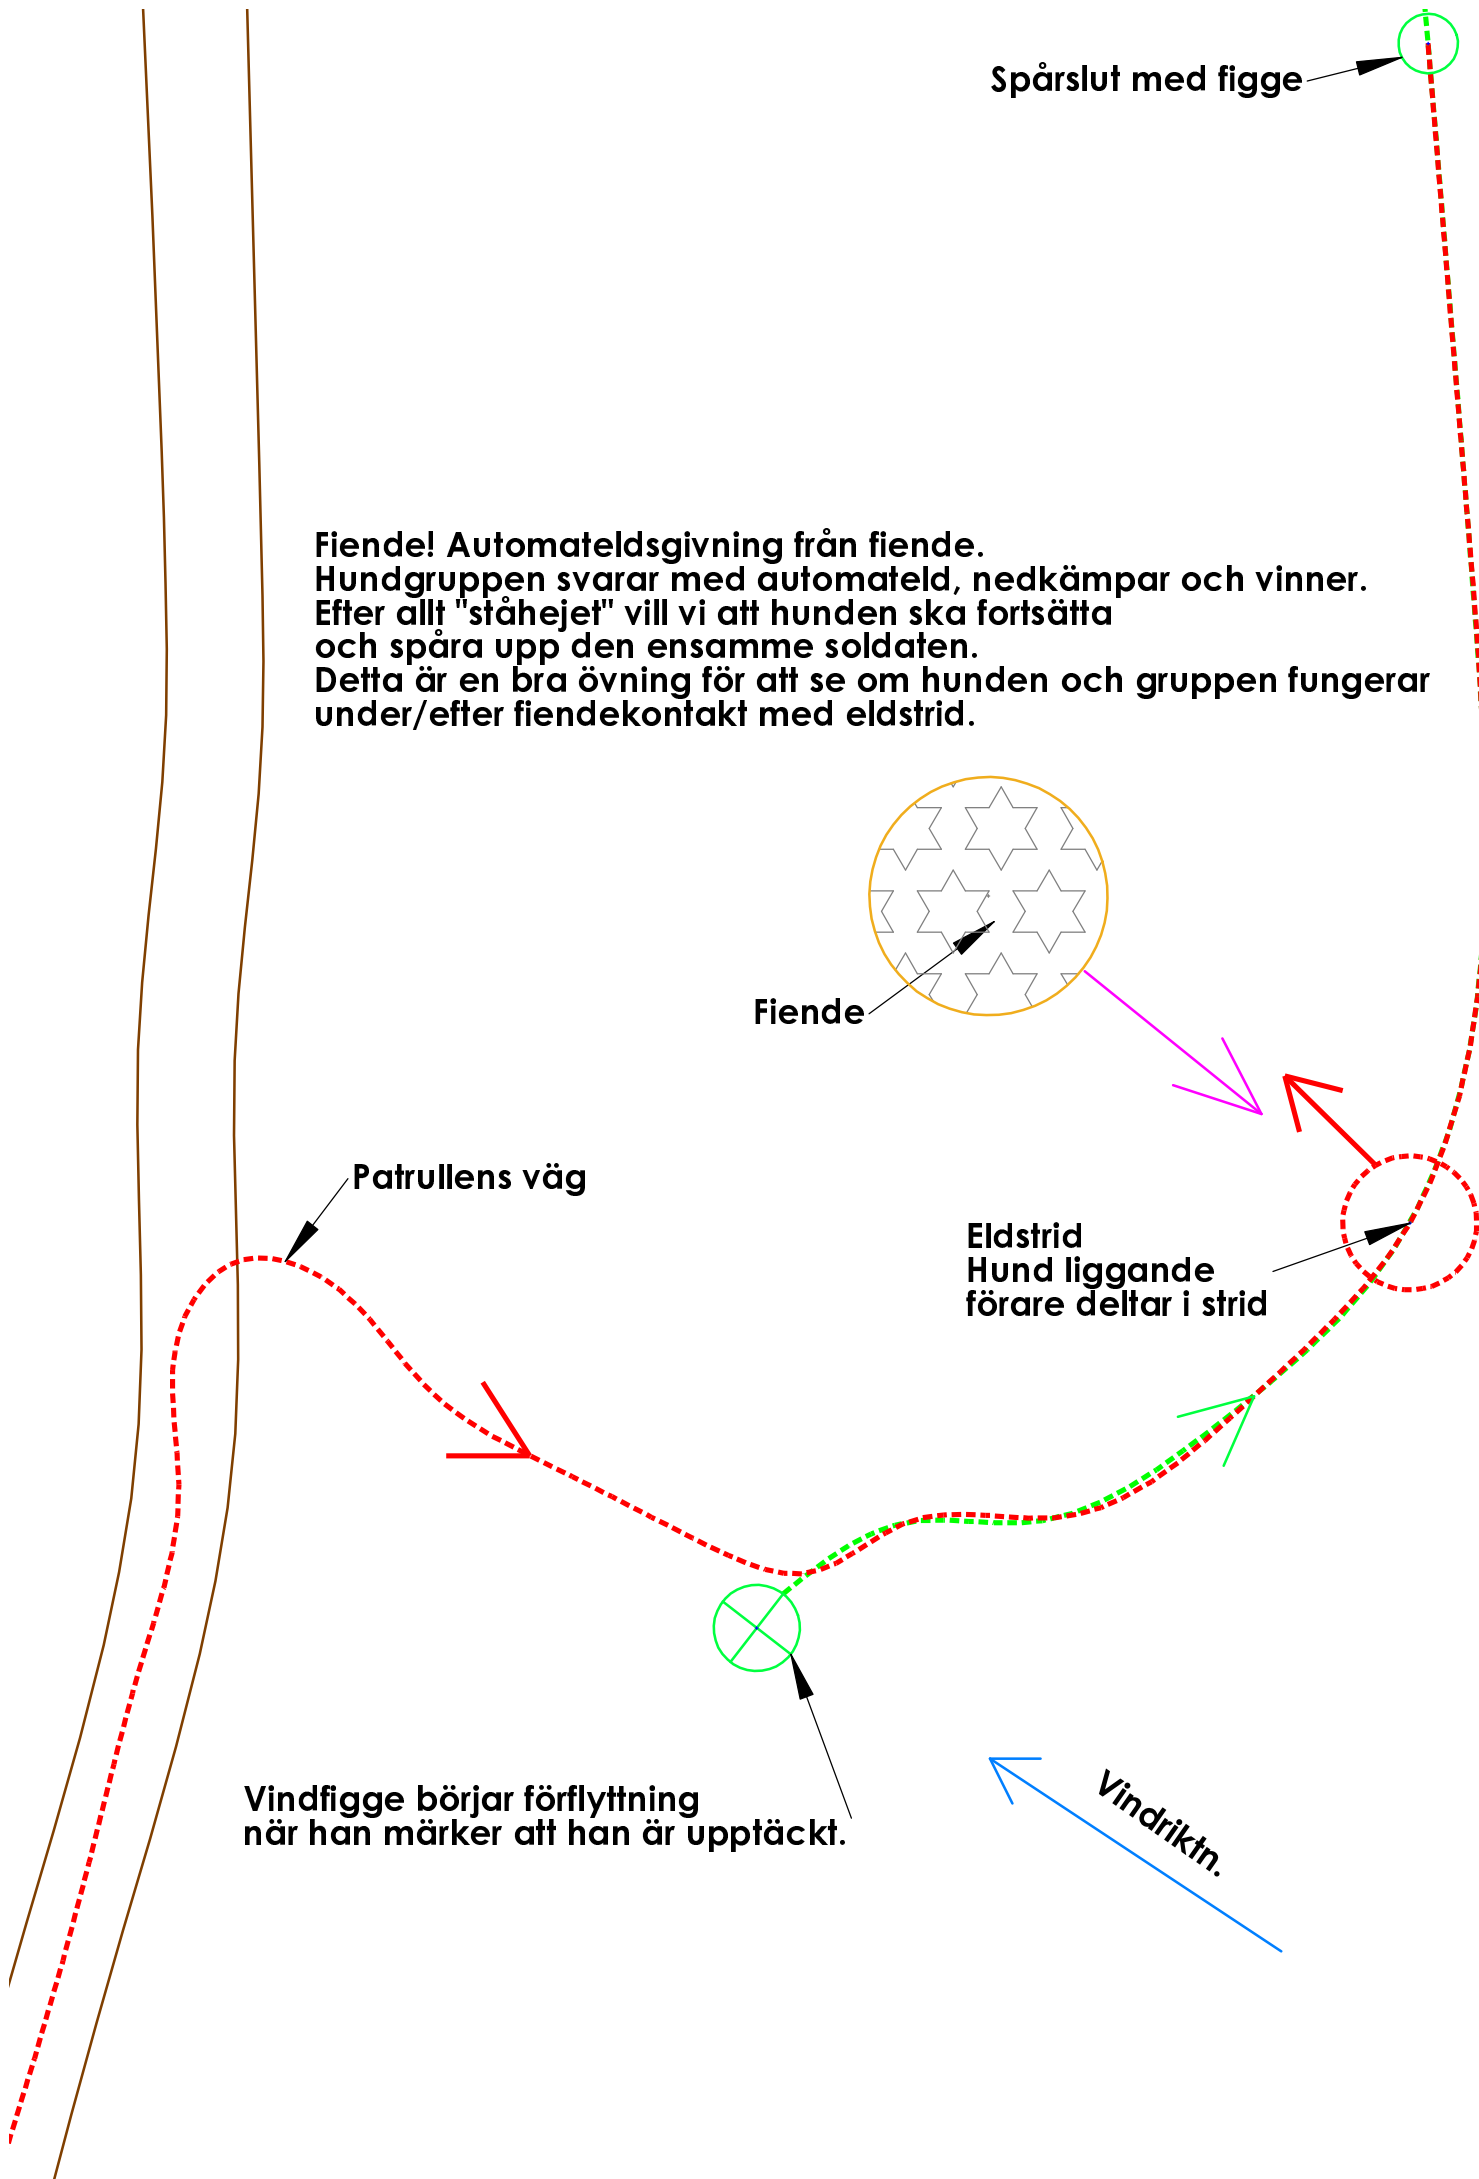 Spårslut med figge
Fiende! Automateldsgivning från fiende.
Hundgruppen svarar med automateld, nedkämpar och vinner.
Efter allt "ståhejet" vill vi att hunden ska fortsätta
och spåra upp den ensamme soldaten.
Detta är en bra övning för att se om hunden och gruppen fungerar
under/efter fiendekontakt med eldstrid.
Fiende
Patrullens väg
Eldstrid
Hund liggande
förare deltar i strid
Vindfigge börjar förflyttning
när han märker att han är upptäckt.
Vindriktn.